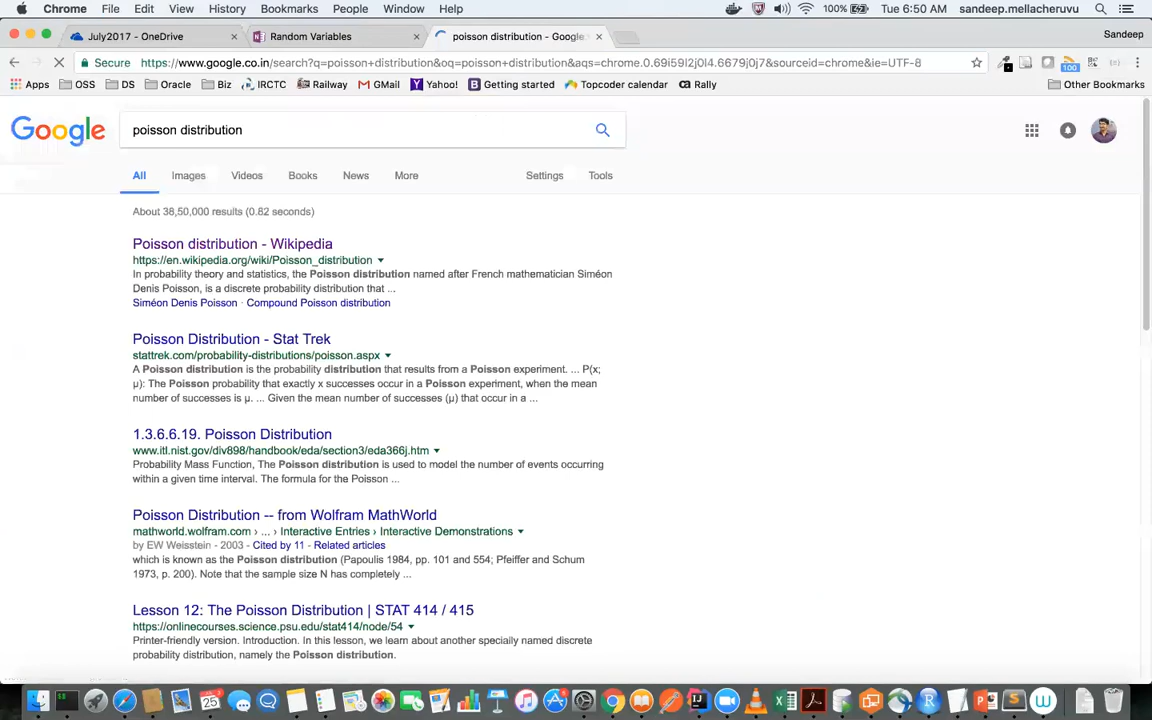 Chrome File Edit View History Bookmarks People Window Help 100% Tue 6:50 AM sandeep.mellacheruvu
July2017 - OneDrive Random Variables poisson distribution - Google Sandeep
Secure https://www.google.co.in/search?q=poisson+distribution&oq=poisson+distribution&aqs=chrome.0.69i59l2j0l4.6679j0j7&sourceid=chrome&ie=UTF-8
Apps OSS DS Oracle Biz IRCTC Railway GMail Yahoo! Getting started Topcoder calendar Rally Other Bookmarks
Google poisson distribution
All Images Videos Books News More Settings Tools
About 38,50,000 results (0.82 seconds)
Poisson distribution - Wikipedia
https://en.wikipedia.org/wiki/Poisson_distribution
In probability theory and statistics, the Poisson distribution named after French mathematician Siméon
Denis Poisson, is a discrete probability distribution that ...
Siméon Denis Poisson · Compound Poisson distribution
Poisson Distribution - Stat Trek
stattrek.com/probability-distributions/poisson.aspx
A Poisson distribution is the probability distribution that results from a Poisson experiment. ... P(x;
μ): The Poisson probability that exactly x successes occur in a Poisson experiment, when the mean
number of successes is μ. ... Given the mean number of successes (μ) that occur in a ...
1.3.6.6.19. Poisson Distribution
www.itl.nist.gov/div898/handbook/eda/section3/eda366j.htm
Probability Mass Function, The Poisson distribution is used to model the number of events occurring
within a given time interval. The formula for the Poisson ...
Poisson Distribution -- from Wolfram MathWorld
mathworld.wolfram.com › ... › Interactive Entries › Interactive Demonstrations
by EW Weisstein - 2003 - Cited by 11 - Related articles
which is known as the Poisson distribution (Papoulis 1984, pp. 101 and 554; Pfeiffer and Schum
1973, p. 200). Note that the sample size N has completely ...
Lesson 12: The Poisson Distribution | STAT 414 / 415
https://onlinecourses.science.psu.edu/stat414/node/54
Printer-friendly version. Introduction. In this lesson, we learn about another specially named discrete
probability distribution, namely the Poisson distribution.